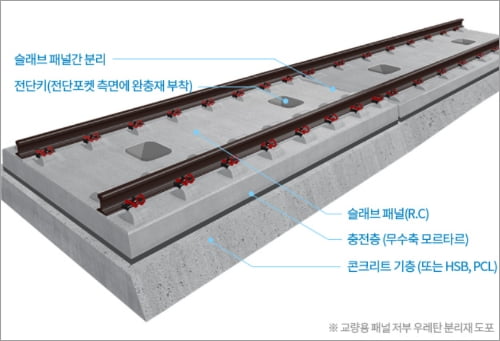 슬래브 패널간 분리
전단키(전단포켓 측면에 완충재 부착)
슬래브 패널(R.C)
충전층 (무수축 모르타르)
콘크리트 기층 (또는 HSB, PCL)
※ 교량용 패널 저부 우레탄 분리재 도포